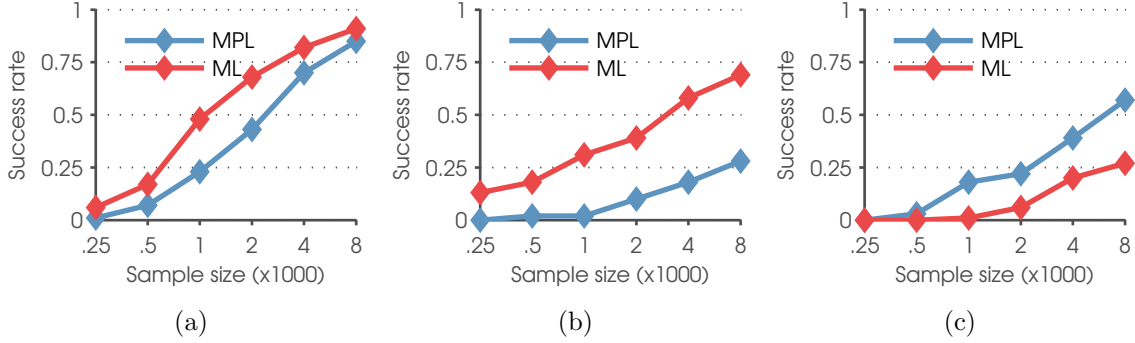 1
0.75
0.5
0.25
0
Success rate
MPL
ML
.25 .5 1 2 4 8
Sample size (x1000)
(a)
1
0.75
0.5
0.25
0
Success rate
MPL
ML
.25 .5 1 2 4 8
Sample size (x1000)
(b)
1
0.75
0.5
0.25
0
Success rate
MPL
ML
.25 .5 1 2 4 8
Sample size (x1000)
(c)